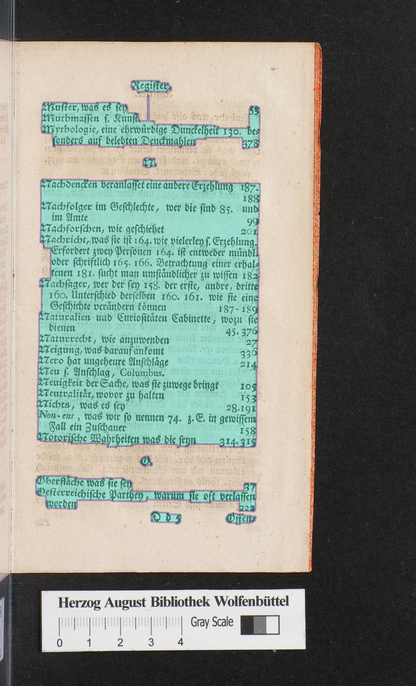 Register.
Muster, was es sey 35
Muthmassen s. Kunst
Mythologie, eine ehrwürdige Dunckelheit 130. be-
sonders auf belebten Denckmahlen 378
N.
Nachdencken veranlasset eine andere Erzehlung 187-
188
Nachfolger im Geschlechte, wer die sind 85. und
im Amte 99
Nachforschen, wie geschiehet 201
Nachricht, was sie ist 164. wie vielerley s. Erzehlung.
Erfordert zwey Personen 164. ist entweder mündl.
oder schriftlich 165. 166. Betrachtung einer erhal-
tenen 181. sucht man umständlicher zu wissen 182
Nachsager, wer der sey 158. der erste, andre, dritte
160. Unterschied derselben 160. 161. wie sie eine
Geschichte verändern können 187-189
Naturalien und Curiositäten Cabinette, wozu sie
dienen 45. 376
Naturrecht, wie anzuwenden 27
Neigung, was darauf ankomt 336
Nero hat ungeheure Anschläge 214
Neu s. Anschlag, Columbus.
Neuigkeit der Sache, was sie zuwege bringt 105
Neutralität, wovor zu halten 153
Nichts, was es sey 28. 191
Non-ens, was wir so nennen 74. z. E. in gewissem
Fall ein Zuschauer 158
Notorische Wahrheiten was die seyn 314. 315
O.
Oberfläche was sie sey 37
Oesterreichische Parthey, warum sie oft verlassen
worden 222
D d 5 Offen-
Herzog August Bibliothek Wolfenbüttel
Gray Scale
0 1 2 3 4